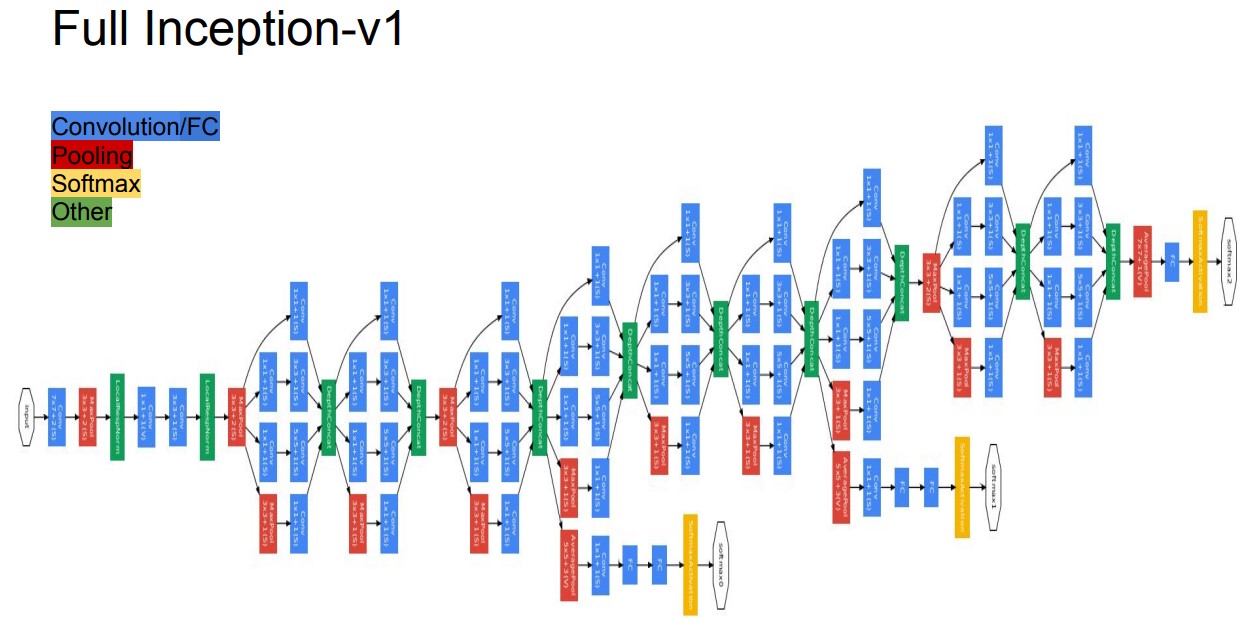 Full Inception-v1
Convolution/FC
Pooling
Softmax
Other
input
Conv
7x7+2(S)
MaxPool
3x3+2(S)
LocalRespNorm
Conv
1x1+1(V)
Conv
3x3+1(S)
LocalRespNorm
MaxPool
3x3+2(S)
Conv
1x1+1(S)
Conv
1x1+1(S)
Conv
3x3+1(S)
Conv
1x1+1(S)
Conv
5x5+1(S)
MaxPool
3x3+1(S)
Conv
1x1+1(S)
DepthConcat
Conv
1x1+1(S)
Conv
1x1+1(S)
Conv
3x3+1(S)
Conv
1x1+1(S)
Conv
5x5+1(S)
MaxPool
3x3+1(S)
Conv
1x1+1(S)
DepthConcat
MaxPool
3x3+2(S)
Conv
1x1+1(S)
Conv
1x1+1(S)
Conv
3x3+1(S)
Conv
1x1+1(S)
Conv
5x5+1(S)
MaxPool
3x3+1(S)
Conv
1x1+1(S)
DepthConcat
Conv
1x1+1(S)
Conv
1x1+1(S)
Conv
3x3+1(S)
Conv
1x1+1(S)
Conv
5x5+1(S)
MaxPool
3x3+1(S)
Conv
1x1+1(S)
AveragePool
5x5+3(V)
Conv
1x1+1(S)
FC
FC
SoftmaxActivation
softmax0
DepthConcat
Conv
1x1+1(S)
Conv
1x1+1(S)
Conv
3x3+1(S)
Conv
1x1+1(S)
Conv
5x5+1(S)
MaxPool
3x3+1(S)
Conv
1x1+1(S)
DepthConcat
Conv
1x1+1(S)
Conv
1x1+1(S)
Conv
3x3+1(S)
Conv
1x1+1(S)
Conv
5x5+1(S)
MaxPool
3x3+1(S)
Conv
1x1+1(S)
DepthConcat
Conv
1x1+1(S)
Conv
1x1+1(S)
Conv
3x3+1(S)
Conv
1x1+1(S)
Conv
5x5+1(S)
MaxPool
3x3+1(S)
Conv
1x1+1(S)
AveragePool
5x5+3(V)
Conv
1x1+1(S)
FC
FC
SoftmaxActivation
softmax1
DepthConcat
MaxPool
3x3+2(S)
Conv
1x1+1(S)
Conv
1x1+1(S)
Conv
3x3+1(S)
Conv
1x1+1(S)
Conv
5x5+1(S)
MaxPool
3x3+1(S)
Conv
1x1+1(S)
DepthConcat
Conv
1x1+1(S)
Conv
1x1+1(S)
Conv
3x3+1(S)
Conv
1x1+1(S)
Conv
5x5+1(S)
MaxPool
3x3+1(S)
Conv
1x1+1(S)
DepthConcat
AveragePool
7x7+1(V)
FC
SoftmaxActivation
softmax2